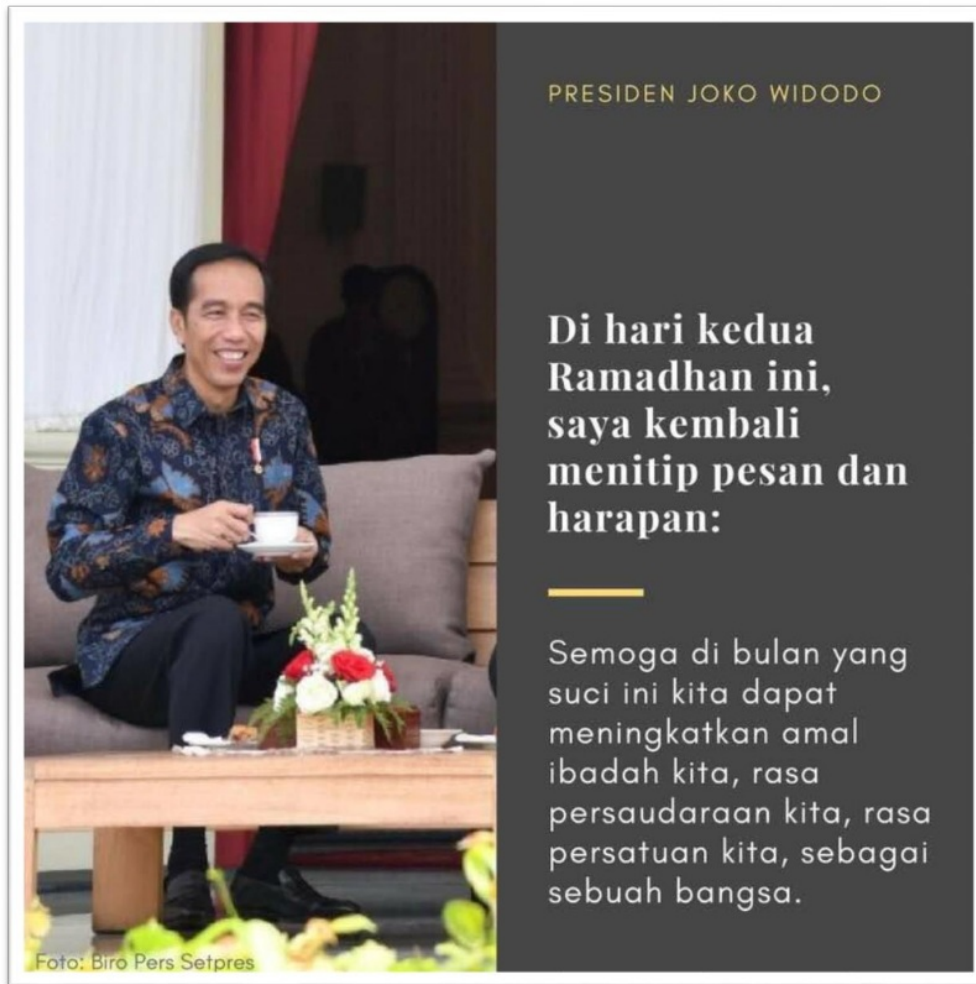 PRESIDEN JOKO WIDODO
Di hari kedua
Ramadhan ini,
saya kembali
menitip pesan dan
harapan:
Semoga di bulan yang
suci ini kita dapat
meningkatkan amal
ibadah kita, rasa
persaudaraan kita, rasa
persatuan kita, sebagai
sebuah bangsa.
Foto: Biro Pers Setpres